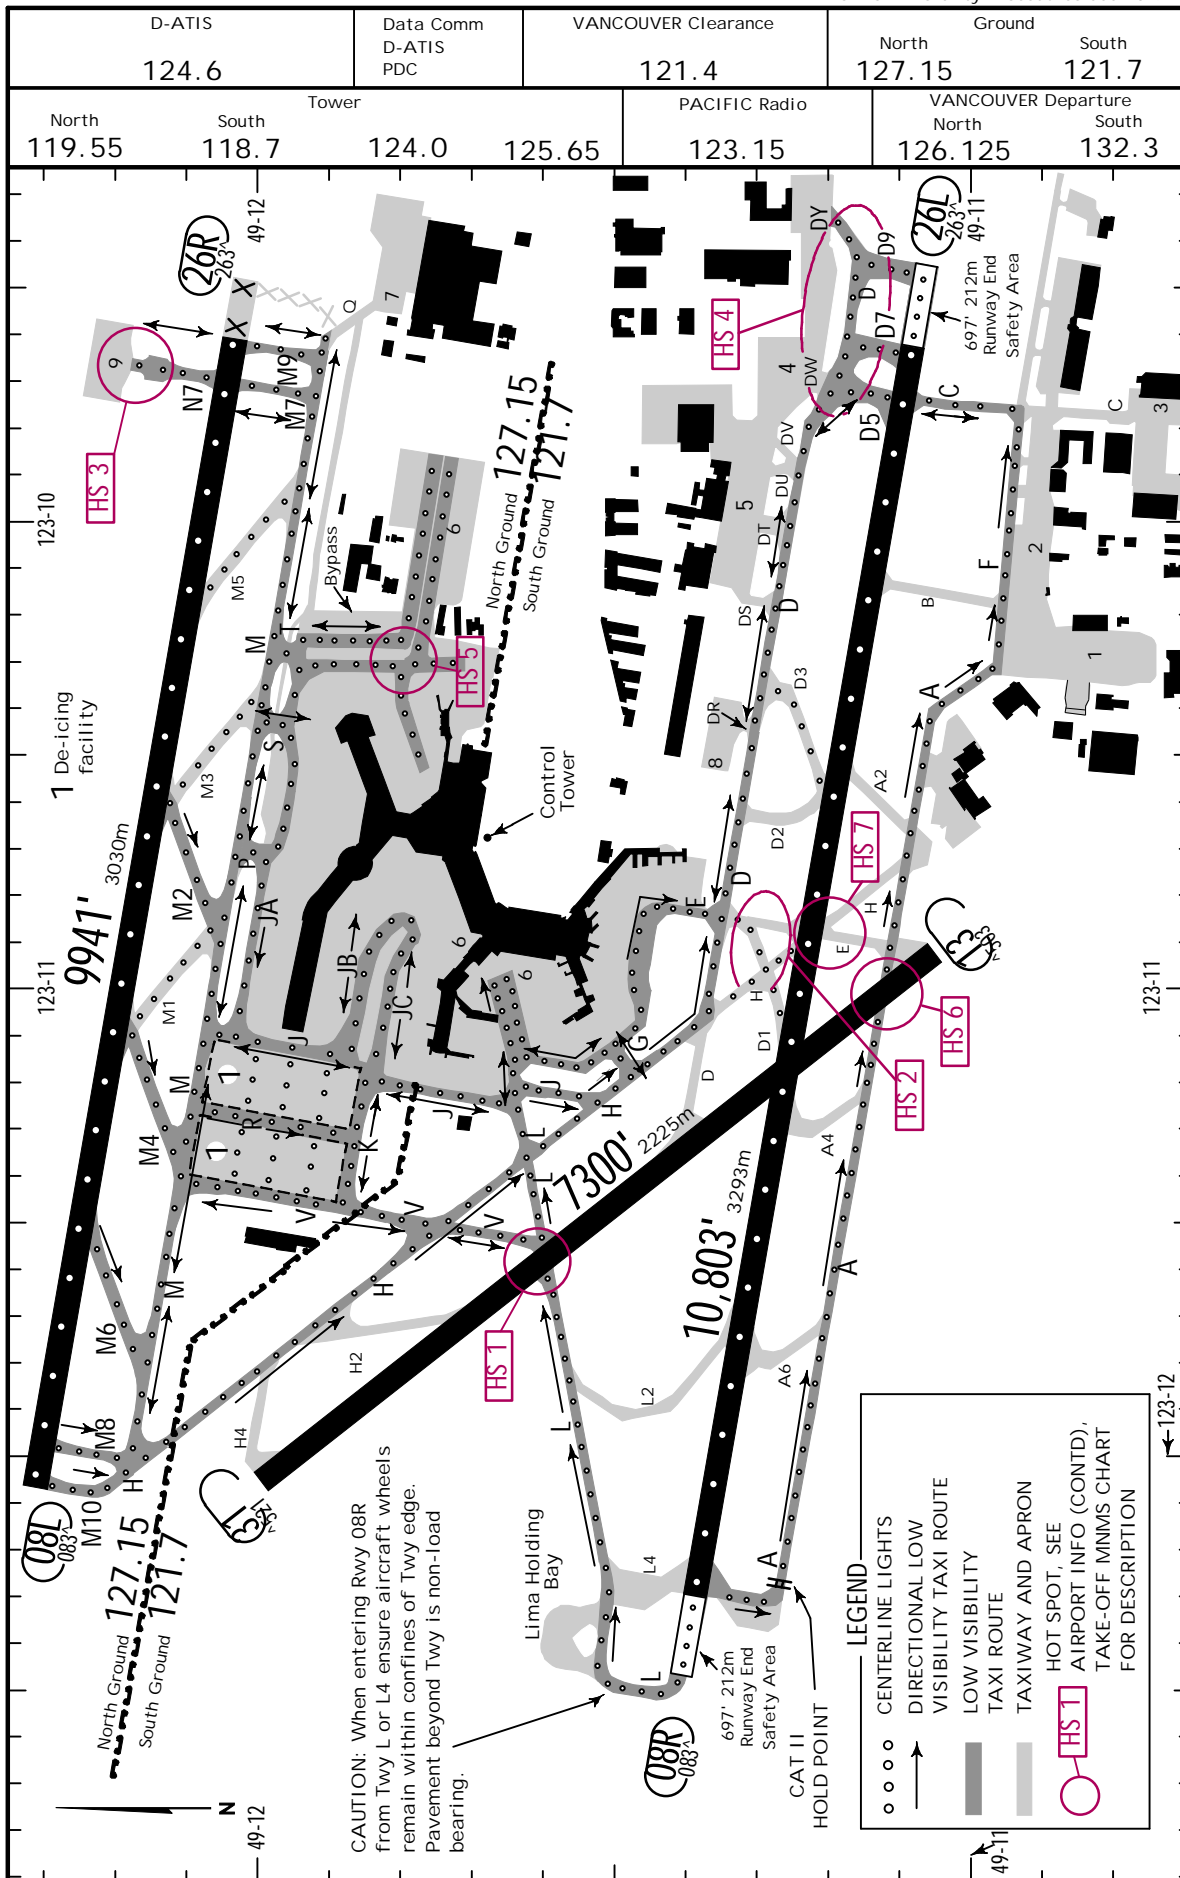 D-ATIS
124.6
Data Comm
D-ATIS
PDC
VANCOUVER Clearance
121.4
Ground
North
127.15
South
121.7
Tower
North
119.55
South
118.7
124.0
125.65
PACIFIC Radio
123.15
VANCOUVER Departure
North
126.125
South
132.3
26R
263^
49-12
26L
263^
49-11
697' 212m
Runway End
Safety Area
HS 3
HS 4
HS 5
HS 7
HS 6
HS 2
HS 1
9
N7
M9
M7
Q
7
X
X
DY
D9
D
D7
4
DW
DV
D5
C
C
3
123-10
M5
Bypass
6
North Ground 127.15
South Ground 121.7
5
DU
DT
DS
D
F
2
B
1
M
T
1 De-icing
facility
S
M3
D3
DR
8
A
A2
Control
Tower
D2
9941'
3030m
M2
P
JA
JB
JC
D
E
H
E
6
6
13
303^
123-11
123-11
M1
J
G
H
D1
D
M
1
R
1
M4
K
J
J
L
H
7300'
2225m
A4
V
V
V
L
10,803'
3293m
M
H
A
M6
H2
L2
A6
H4
M8
H
M10
L
31
121^
08L
083^
North Ground 127.15
South Ground 121.7
CAUTION: When entering Rwy 08R
from Twy L or L4 ensure aircraft wheels
remain within confines of Twy edge.
Pavement beyond Twy is non-load
bearing.
Lima Holding
Bay
L4
A
H
L
08R
083^
697' 212m
Runway End
Safety Area
CAT II
HOLD POINT
123-12
LEGEND
CENTERLINE LIGHTS
DIRECTIONAL LOW
VISIBILITY TAXI ROUTE
LOW VISIBILITY
TAXI ROUTE
TAXIWAY AND APRON
HS 1
HOT SPOT, SEE
AIRPORT INFO (CONTD),
TAKE-OFF MNMS CHART
FOR DESCRIPTION
N
49-12
49-11